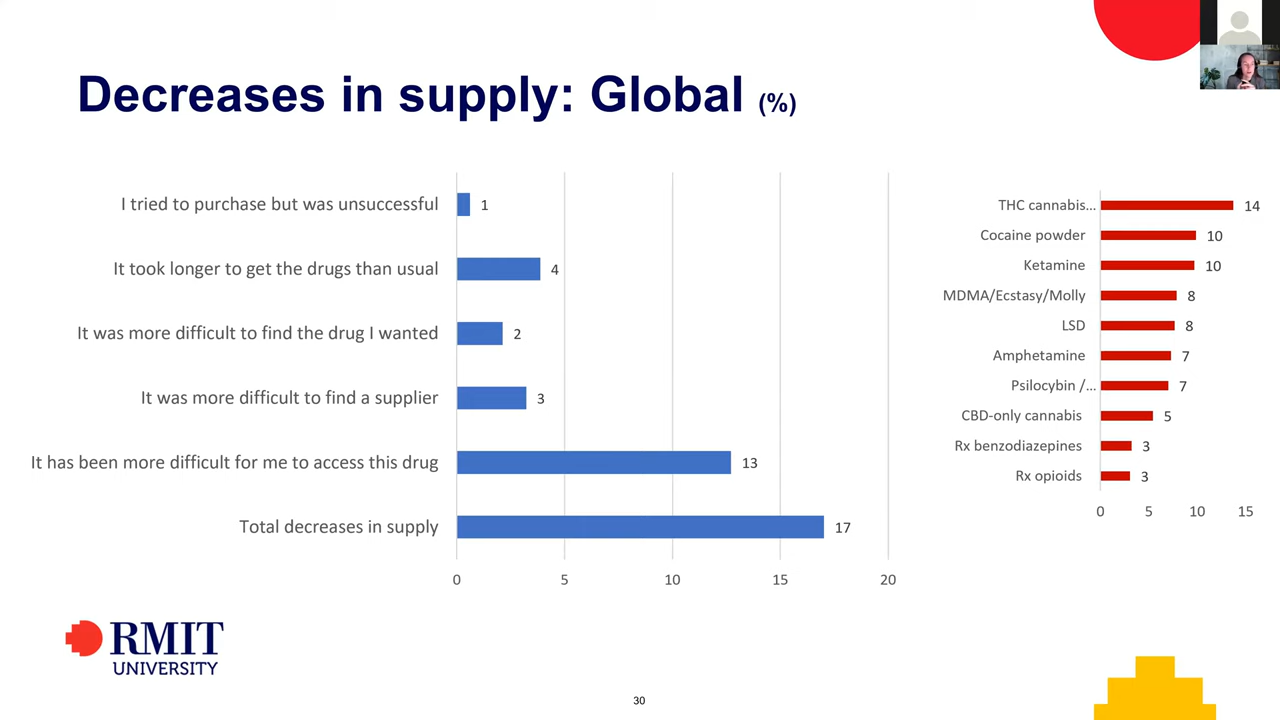 Decreases in supply: Global (%)
I tried to purchase but was unsuccessful 1
It took longer to get the drugs than usual 4
It was more difficult to find the drug I wanted 2
It was more difficult to find a supplier 3
It has been more difficult for me to access this drug 13
Total decreases in supply 17
0 5 10 15 20
THC cannabis... 14
Cocaine powder 10
Ketamine 10
MDMA/Ecstasy/Molly 8
LSD 8
Amphetamine 7
Psilocybin /... 7
CBD-only cannabis 5
Rx benzodiazepines 3
Rx opioids 3
0 5 10 15
RMIT
UNIVERSITY
30